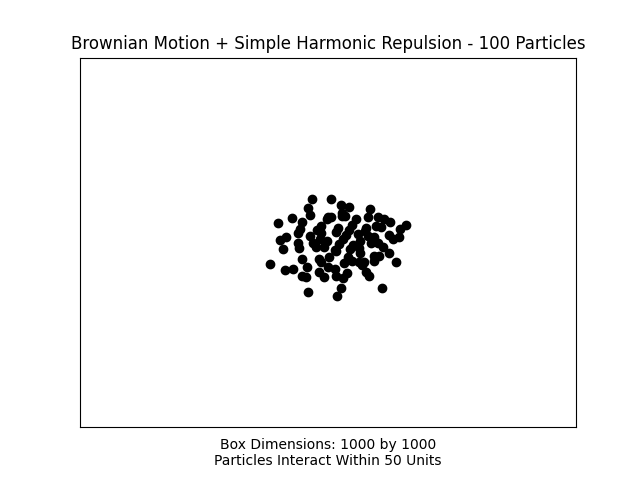 Brownian Motion + Simple Harmonic Repulsion - 100 Particles
Box Dimensions: 1000 by 1000
Particles Interact Within 50 Units